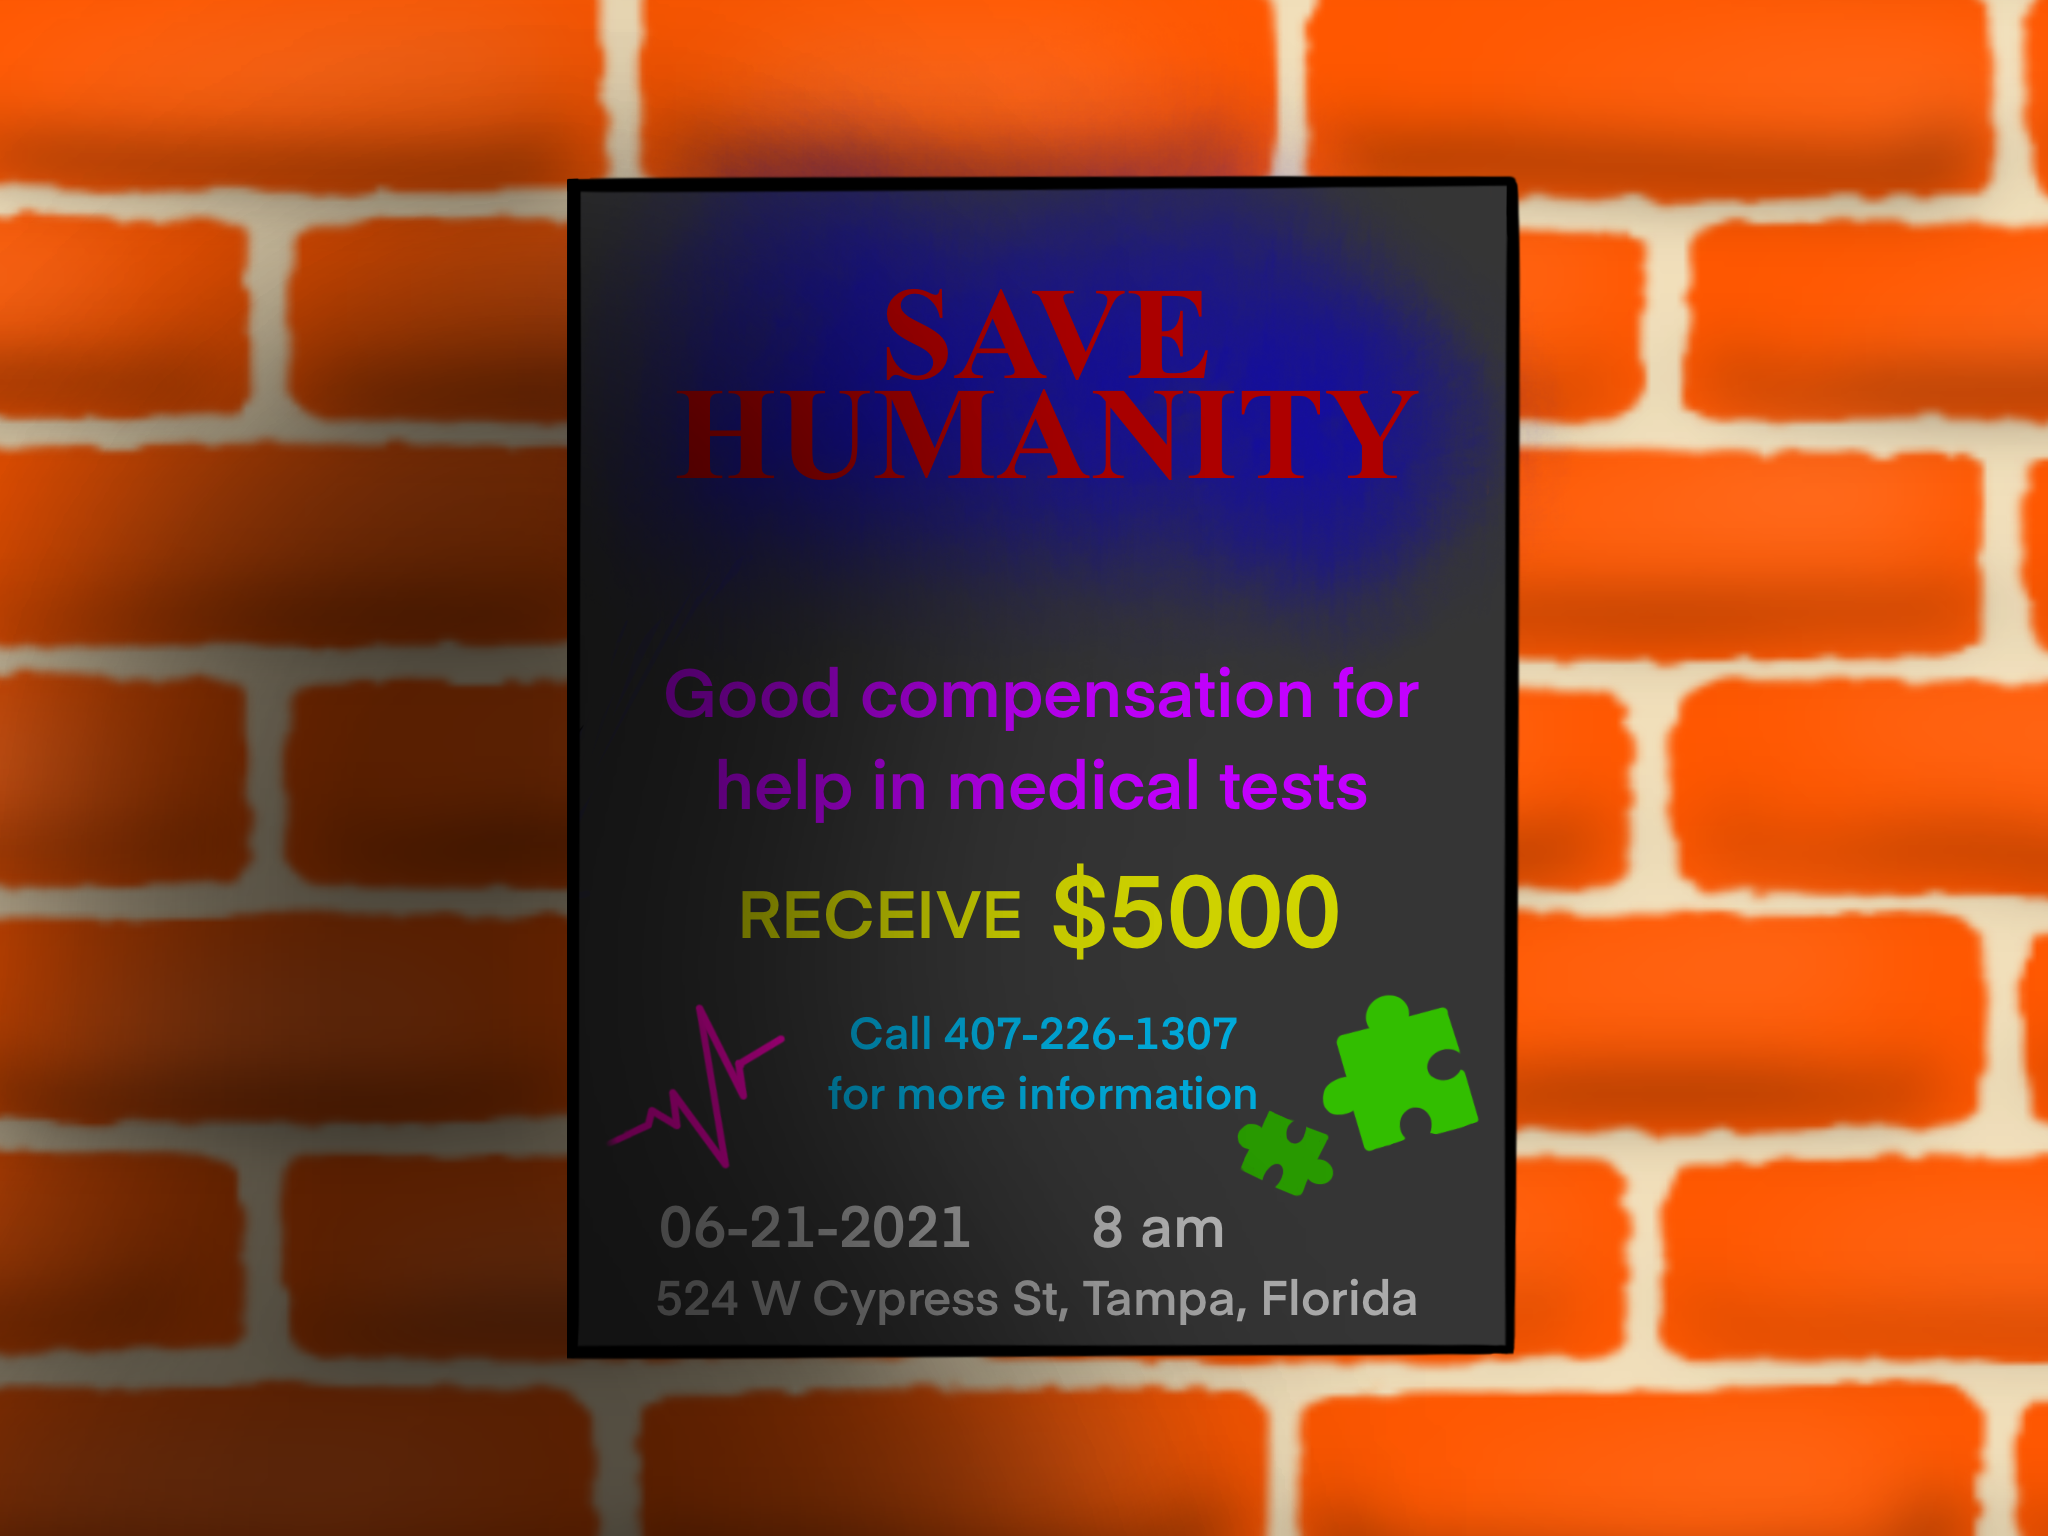 SAVE
HUMANITY
Good compensation for
help in medical tests
RECEIVE $5000
Call 407-226-1307
for more information
06-21-2021 8 am
524 W Cypress St, Tampa, Florida